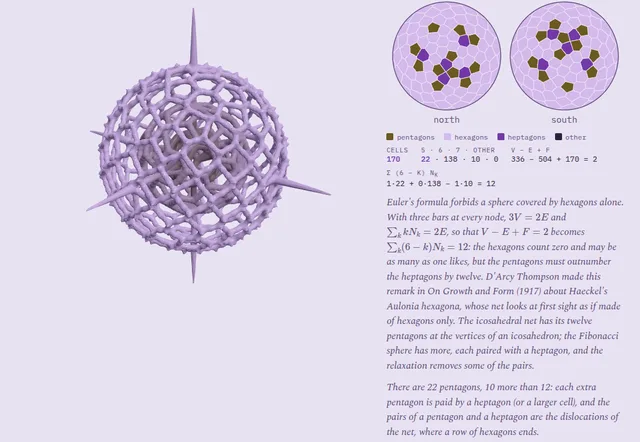 north
south
pentagons hexagons heptagons other
CELLS 5 · 6 · 7 · OTHER V − E + F
170 22 · 138 · 10 · 0 336 − 504 + 170 = 2
Σ (6 − K) Nₖ
1·22 + 0·138 − 1·10 = 12
Euler's formula forbids a sphere covered by hexagons alone.
With three bars at every node, 3V = 2E and
∑ₖ kNₖ = 2E, so that V − E + F = 2 becomes
∑ₖ(6 − k)Nₖ = 12: the hexagons count zero and may be
as many as one likes, but the pentagons must outnumber
the heptagons by twelve. D'Arcy Thompson made this
remark in On Growth and Form (1917) about Haeckel's
Aulonia hexagona, whose net looks at first sight as if made
of hexagons only. The icosahedral net has its twelve
pentagons at the vertices of an icosahedron; the Fibonacci
sphere has more, each paired with a heptagon, and the
relaxation removes some of the pairs.
There are 22 pentagons, 10 more than 12: each extra
pentagon is paid by a heptagon (or a larger cell), and the
pairs of a pentagon and a heptagon are the dislocations of
the net, where a row of hexagons ends.